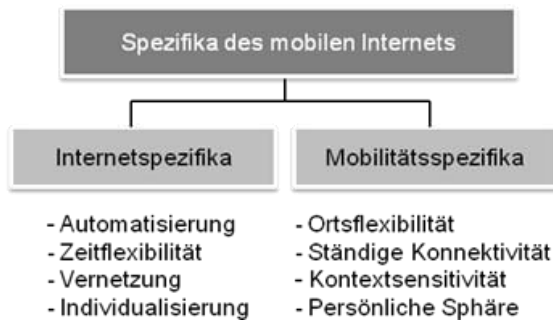 Spezifika des mobilen Internets
Internetspezifika
- Automatisierung
- Zeitflexibilität
- Vernetzung
- Individualisierung
Mobilitätsspezifika
- Ortsflexibilität
- Ständige Konnektivität
- Kontextsensitivität
- Persönliche Sphäre